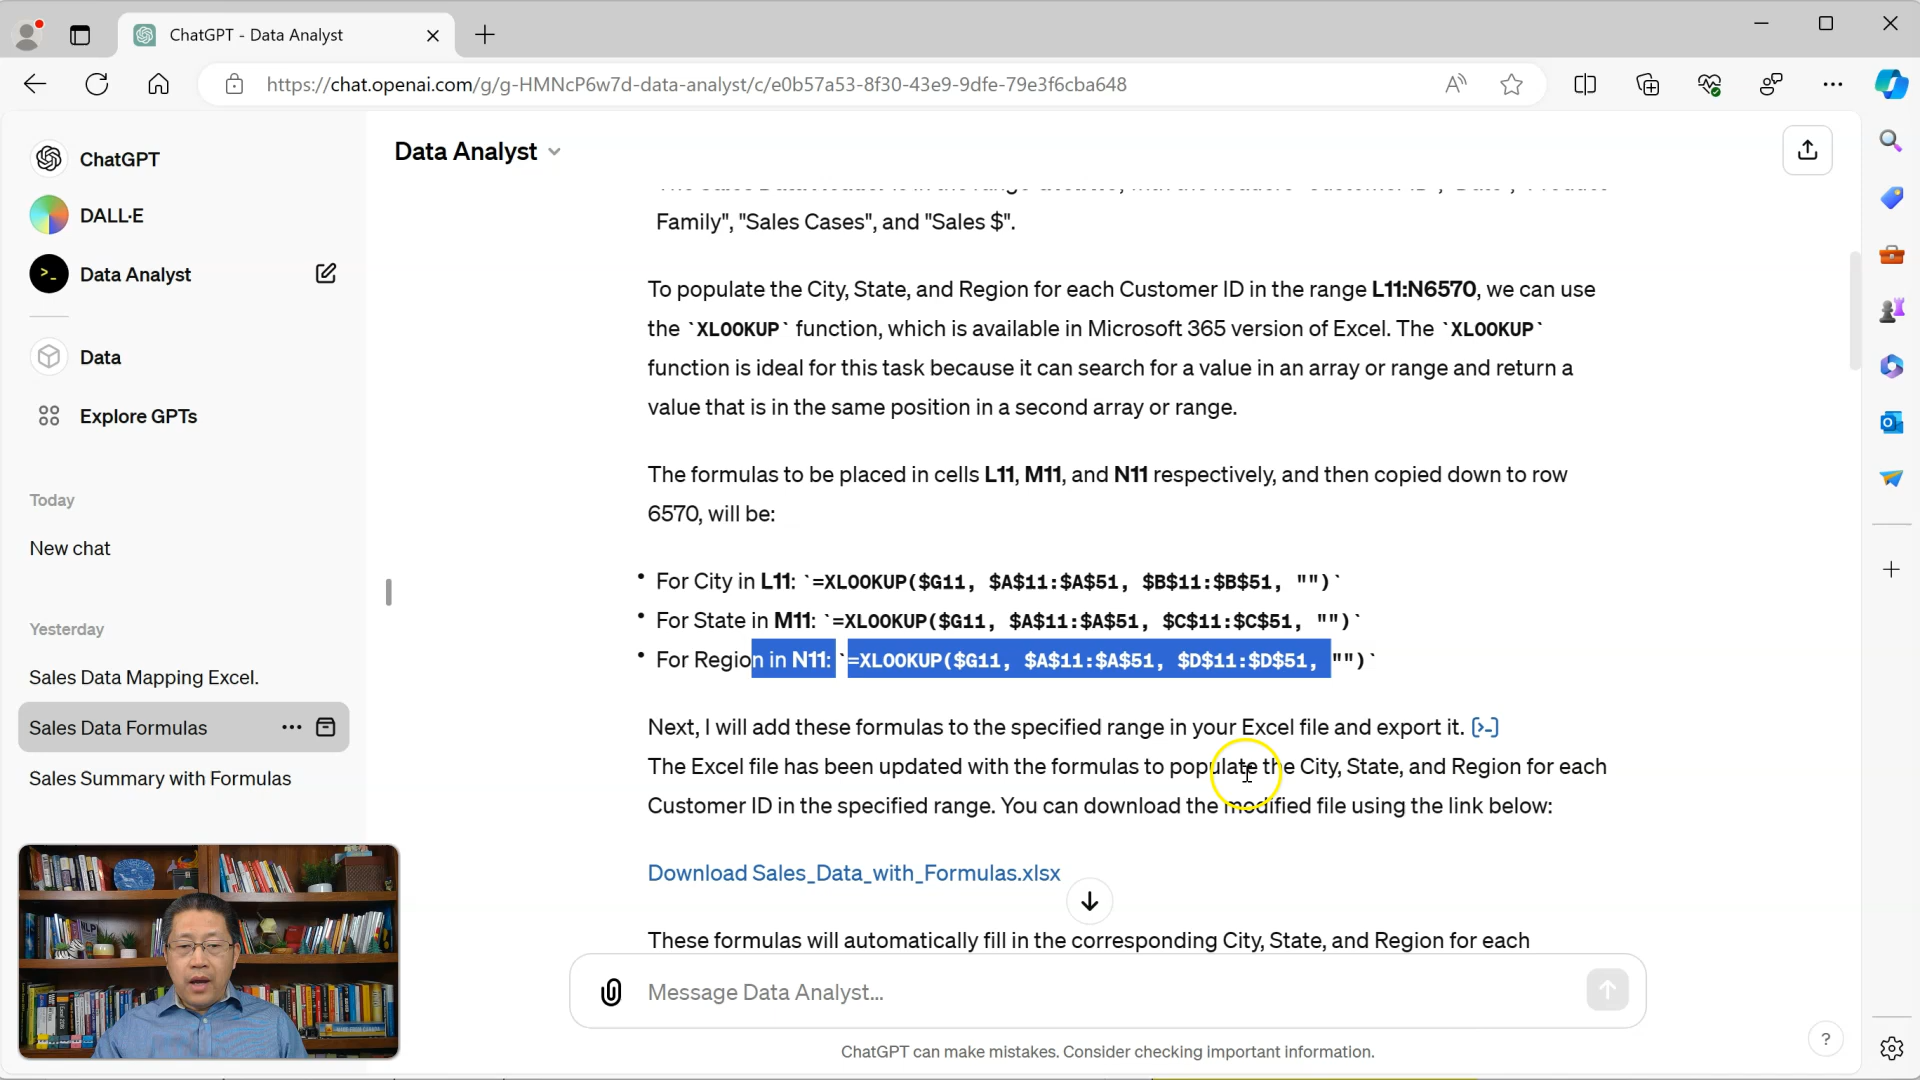 ChatGPT - Data Analyst
https://chat.openai.com/g/g-HMNcP6w7d-data-analyst/c/e0b57a53-8f30-43e9-9dfe-79e3f6cba648
ChatGPT
DALL·E
Data Analyst
Data
Explore GPTs
Today
New chat
Yesterday
Sales Data Mapping Excel.
Sales Data Formulas
Sales Summary with Formulas
Data Analyst
Family", "Sales Cases", and "Sales $".
To populate the City, State, and Region for each Customer ID in the range L11:N6570, we can use
the `XLOOKUP` function, which is available in Microsoft 365 version of Excel. The `XLOOKUP`
function is ideal for this task because it can search for a value in an array or range and return a
value that is in the same position in a second array or range.
The formulas to be placed in cells L11, M11, and N11 respectively, and then copied down to row
6570, will be:
• For City in L11: `=XLOOKUP($G11, $A$11:$A$51, $B$11:$B$51, "")`
• For State in M11: `=XLOOKUP($G11, $A$11:$A$51, $C$11:$C$51, "")`
• For Region in N11: `=XLOOKUP($G11, $A$11:$A$51, $D$11:$D$51, "")`
Next, I will add these formulas to the specified range in your Excel file and export it. [>-]
The Excel file has been updated with the formulas to populate the City, State, and Region for each
Customer ID in the specified range. You can download the modified file using the link below:
Download Sales_Data_with_Formulas.xlsx
These formulas will automatically fill in the corresponding City, State, and Region for each
Message Data Analyst...
ChatGPT can make mistakes. Consider checking important information.
?